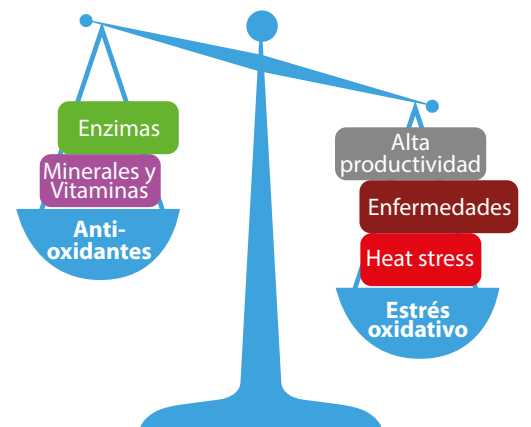 Enzimas
Minerales y
Vitaminas
Anti-
oxidantes
Alta
productividad
Enfermedades
Heat stress
Estrés
oxidativo